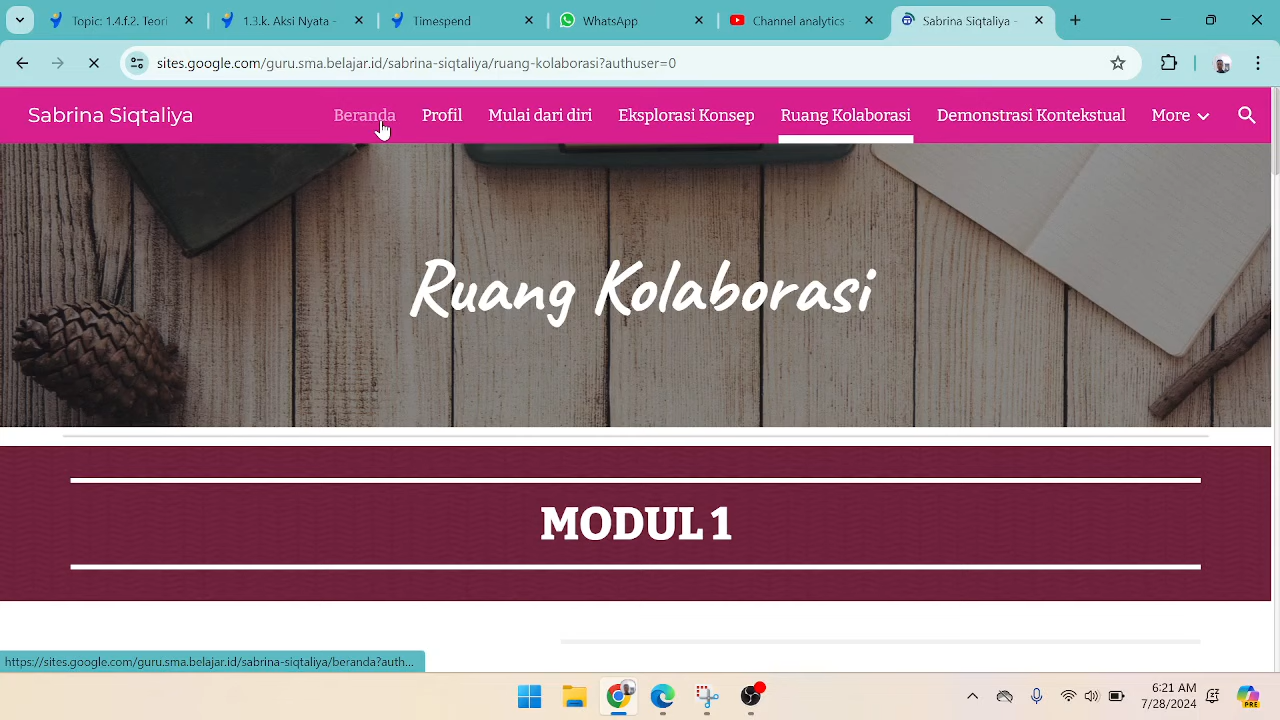 Topic: 1.4.f2. Teori
1.3.k. Aksi Nyata -
Timespend
WhatsApp
Channel analytics
Sabrina Siqtaliya -
sites.google.com/guru.sma.belajar.id/sabrina-siqtaliya/ruang-kolaborasi?authuser=0
Sabrina Siqtaliya
Beranda
Profil
Mulai dari diri
Eksplorasi Konsep
Ruang Kolaborasi
Demonstrasi Kontekstual
More
Ruang Kolaborasi
MODUL 1
https://sites.google.com/guru.sma.belajar.id/sabrina-siqtaliya/beranda?auth...
6:21 AM
7/28/2024
PRE